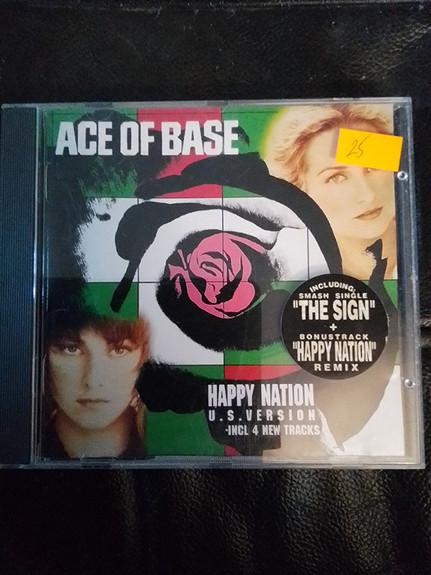 ACE OF BASE
25
INCLUDING:
SMASH SINGLE
"THE SIGN"
+
BONUSTRACK
"HAPPY NATION"
REMIX
HAPPY NATION
U.S.VERSION
·INCL 4 NEW TRACKS